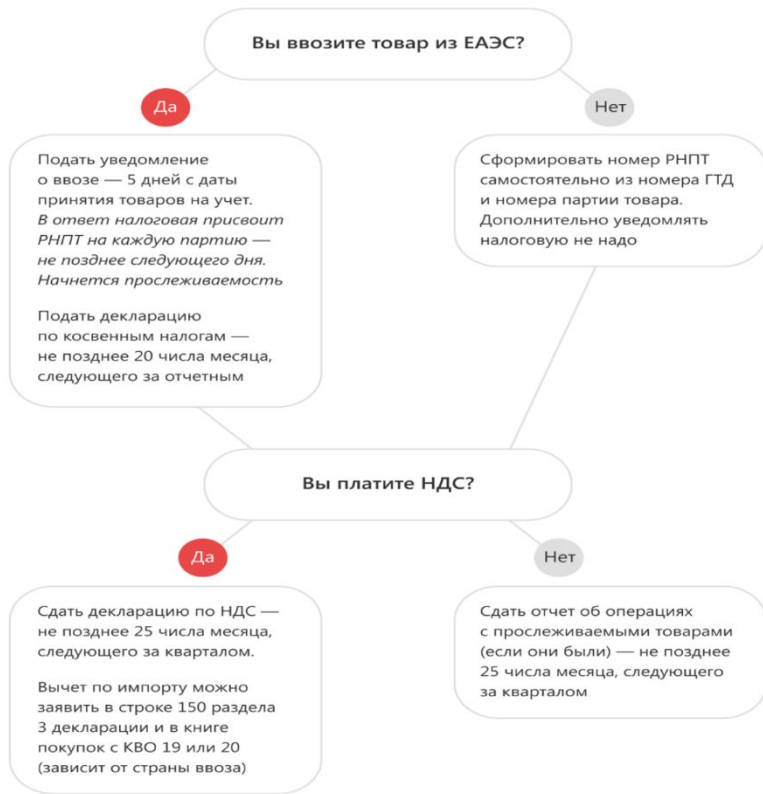 Вы ввозите товар из ЕАЭС?
Да
Нет
Подать уведомление
о ввозе — 5 дней с даты
принятия товаров на учет.
В ответ налоговая присвоит
РНПТ на каждую партию —
не позднее следующего дня.
Начнется прослеживаемость
Подать декларацию
по косвенным налогам —
не позднее 20 числа месяца,
следующего за отчетным
Сформировать номер РНПТ
самостоятельно из номера ГТД
и номера партии товара.
Дополнительно уведомлять
налоговую не надо
Вы платите НДС?
Да
Нет
Сдать декларацию по НДС —
не позднее 25 числа месяца,
следующего за кварталом.
Вычет по импорту можно
заявить в строке 150 раздела
3 декларации и в книге
покупок с КВО 19 или 20
(зависит от страны ввоза)
Сдать отчет об операциях
с прослеживаемыми товарами
(если они были) — не позднее
25 числа месяца, следующего
за кварталом